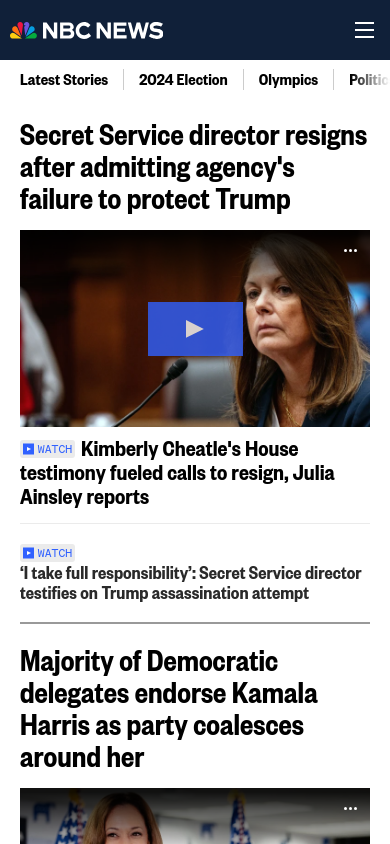 NBC NEWS
Latest Stories
2024 Election
Olympics
Politic
Secret Service director resigns
after admitting agency's
failure to protect Trump
WATCH Kimberly Cheatle's House
testimony fueled calls to resign, Julia
Ainsley reports
WATCH
‘I take full responsibility’: Secret Service director
testifies on Trump assassination attempt
Majority of Democratic
delegates endorse Kamala
Harris as party coalesces
around her